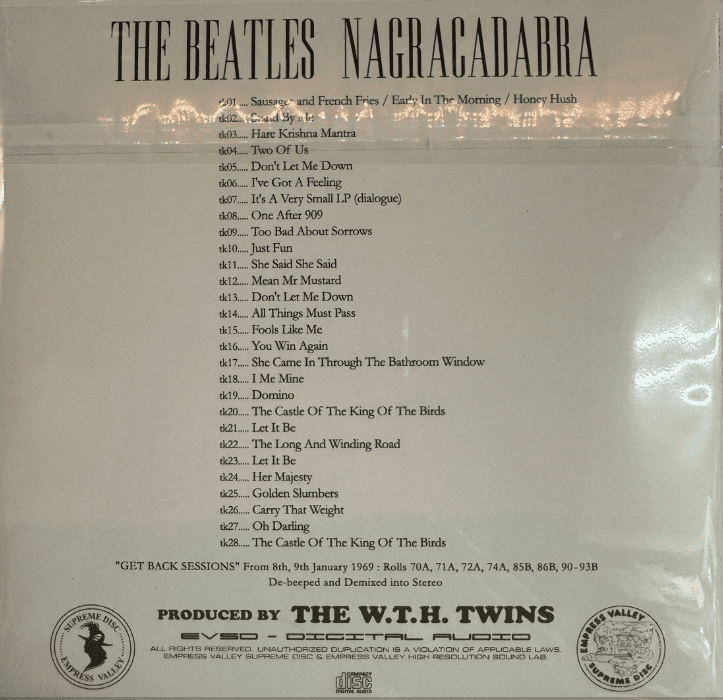 THE BEATLES NAGRACADABRA
tk01.... Sausages and French Fries / Early In The Morning / Honey Hush
tk02.... Stand By Me
tk03..... Hare Krishna Mantra
tk04..... Two Of Us
tk05..... Don't Let Me Down
tk06..... I've Got A Feeling
tk07..... It's A Very Small LP (dialogue)
tk08..... One After 909
tk09..... Too Bad About Sorrows
tk10..... Just Fun
tk11..... She Said She Said
tk12..... Mean Mr Mustard
tk13..... Don't Let Me Down
tk14..... All Things Must Pass
tk15..... Fools Like Me
tk16..... You Win Again
tk17..... She Came In Through The Bathroom Window
tk18..... I Me Mine
tk19..... Domino
tk20..... The Castle Of The King Of The Birds
tk21..... Let It Be
tk22..... The Long And Winding Road
tk23..... Let It Be
tk24..... Her Majesty
tk25..... Golden Slumbers
tk26..... Carry That Weight
tk27..... Oh Darling
tk28..... The Castle Of The King Of The Birds
"GET BACK SESSIONS" From 8th, 9th January 1969 : Rolls 70A, 71A, 72A, 74A, 85B, 86B, 90-93B
De-beeped and Demixed into Stereo
PRODUCED BY THE W.T.H. TWINS
EVSD - DIGITAL AUDIO
ALL RIGHTS RESERVED. UNAUTHORIZED DUPLICATION IS A VIOLATION OF APPLICABLE LAWS.
EMPRESS VALLEY SUPREME DISC & EMPRESS VALLEY HIGH RESOLUTION SOUND LAB.
SUPREME DISC
EMPRESS VALLEY
EMPRESS VALLEY
SUPREME DISC
COMPACT
disc
DIGITAL AUDIO